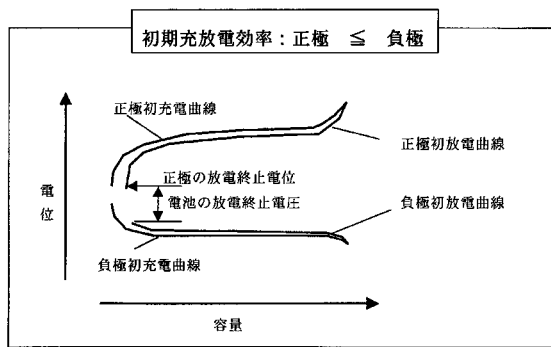 初期充放電効率：正極 ≦ 負極
正極初充電曲線
正極初放電曲線
正極の放電終止電位
電池の放電終止電圧
負極初放電曲線
負極初充電曲線
電位
容量